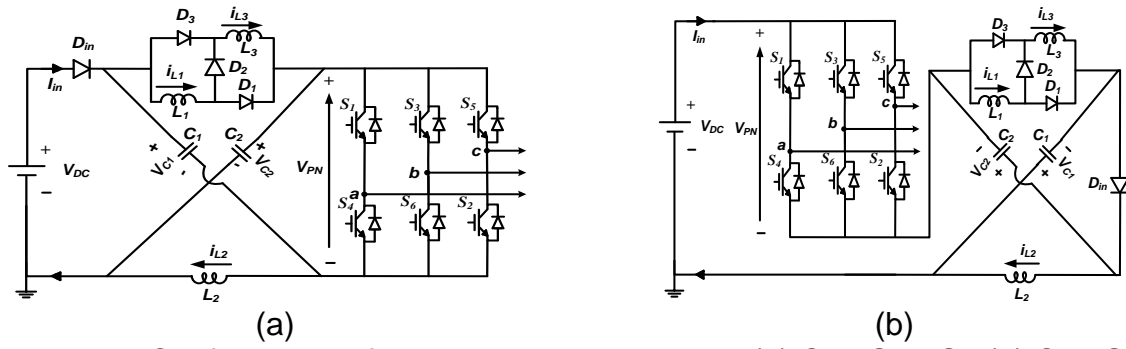 D3
iL3
L3
Din
Iin
iL1
L1
D2
D1
C1
C2
VC1
VC2
+
-
VDC
VPN
S1
S3
S5
a
b
c
S4
S6
S2
iL2
L2
(a)
Iin
+
-
VDC
VPN
S1
S3
S5
a
b
c
S4
S6
S2
D3
iL3
L3
iL1
L1
D2
D1
C2
C1
VC2
VC1
Din
iL2
L2
(b)